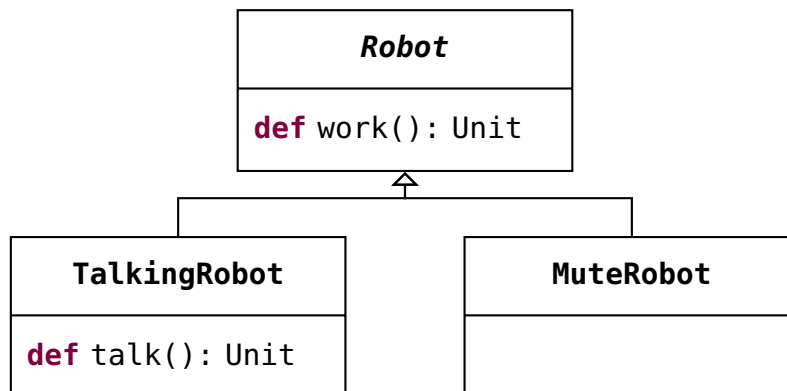 Robot
def work(): Unit
TalkingRobot
MuteRobot
def talk(): Unit